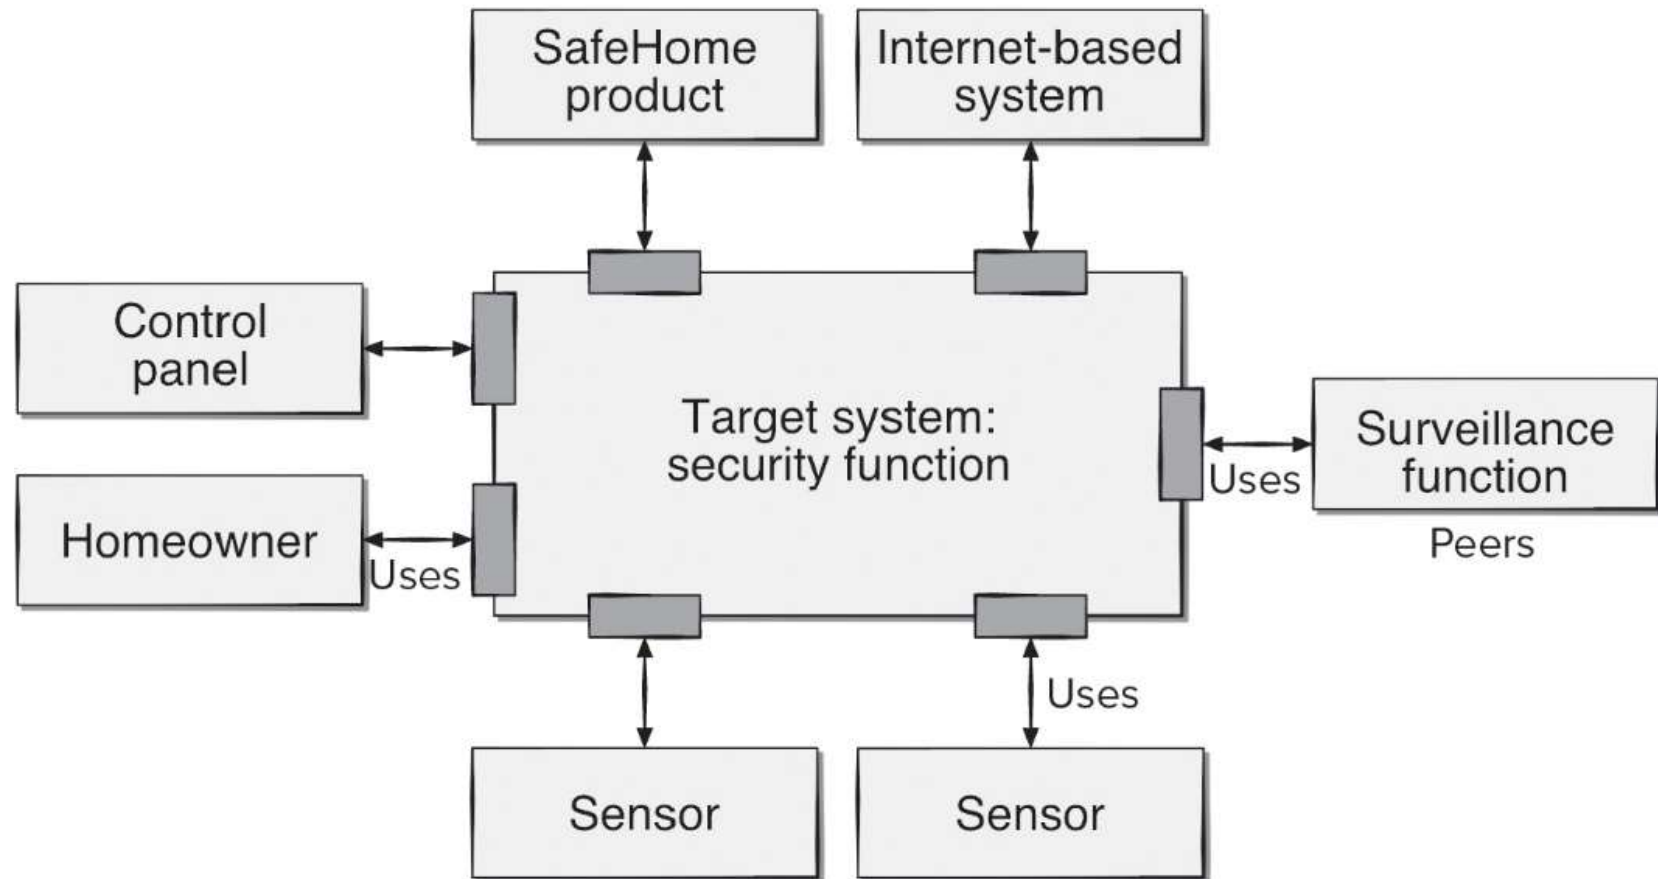 SafeHome
product
Internet-based
system
Control
panel
Target system:
security function
Surveillance
function
Uses
Peers
Homeowner
Uses
Uses
Sensor
Sensor